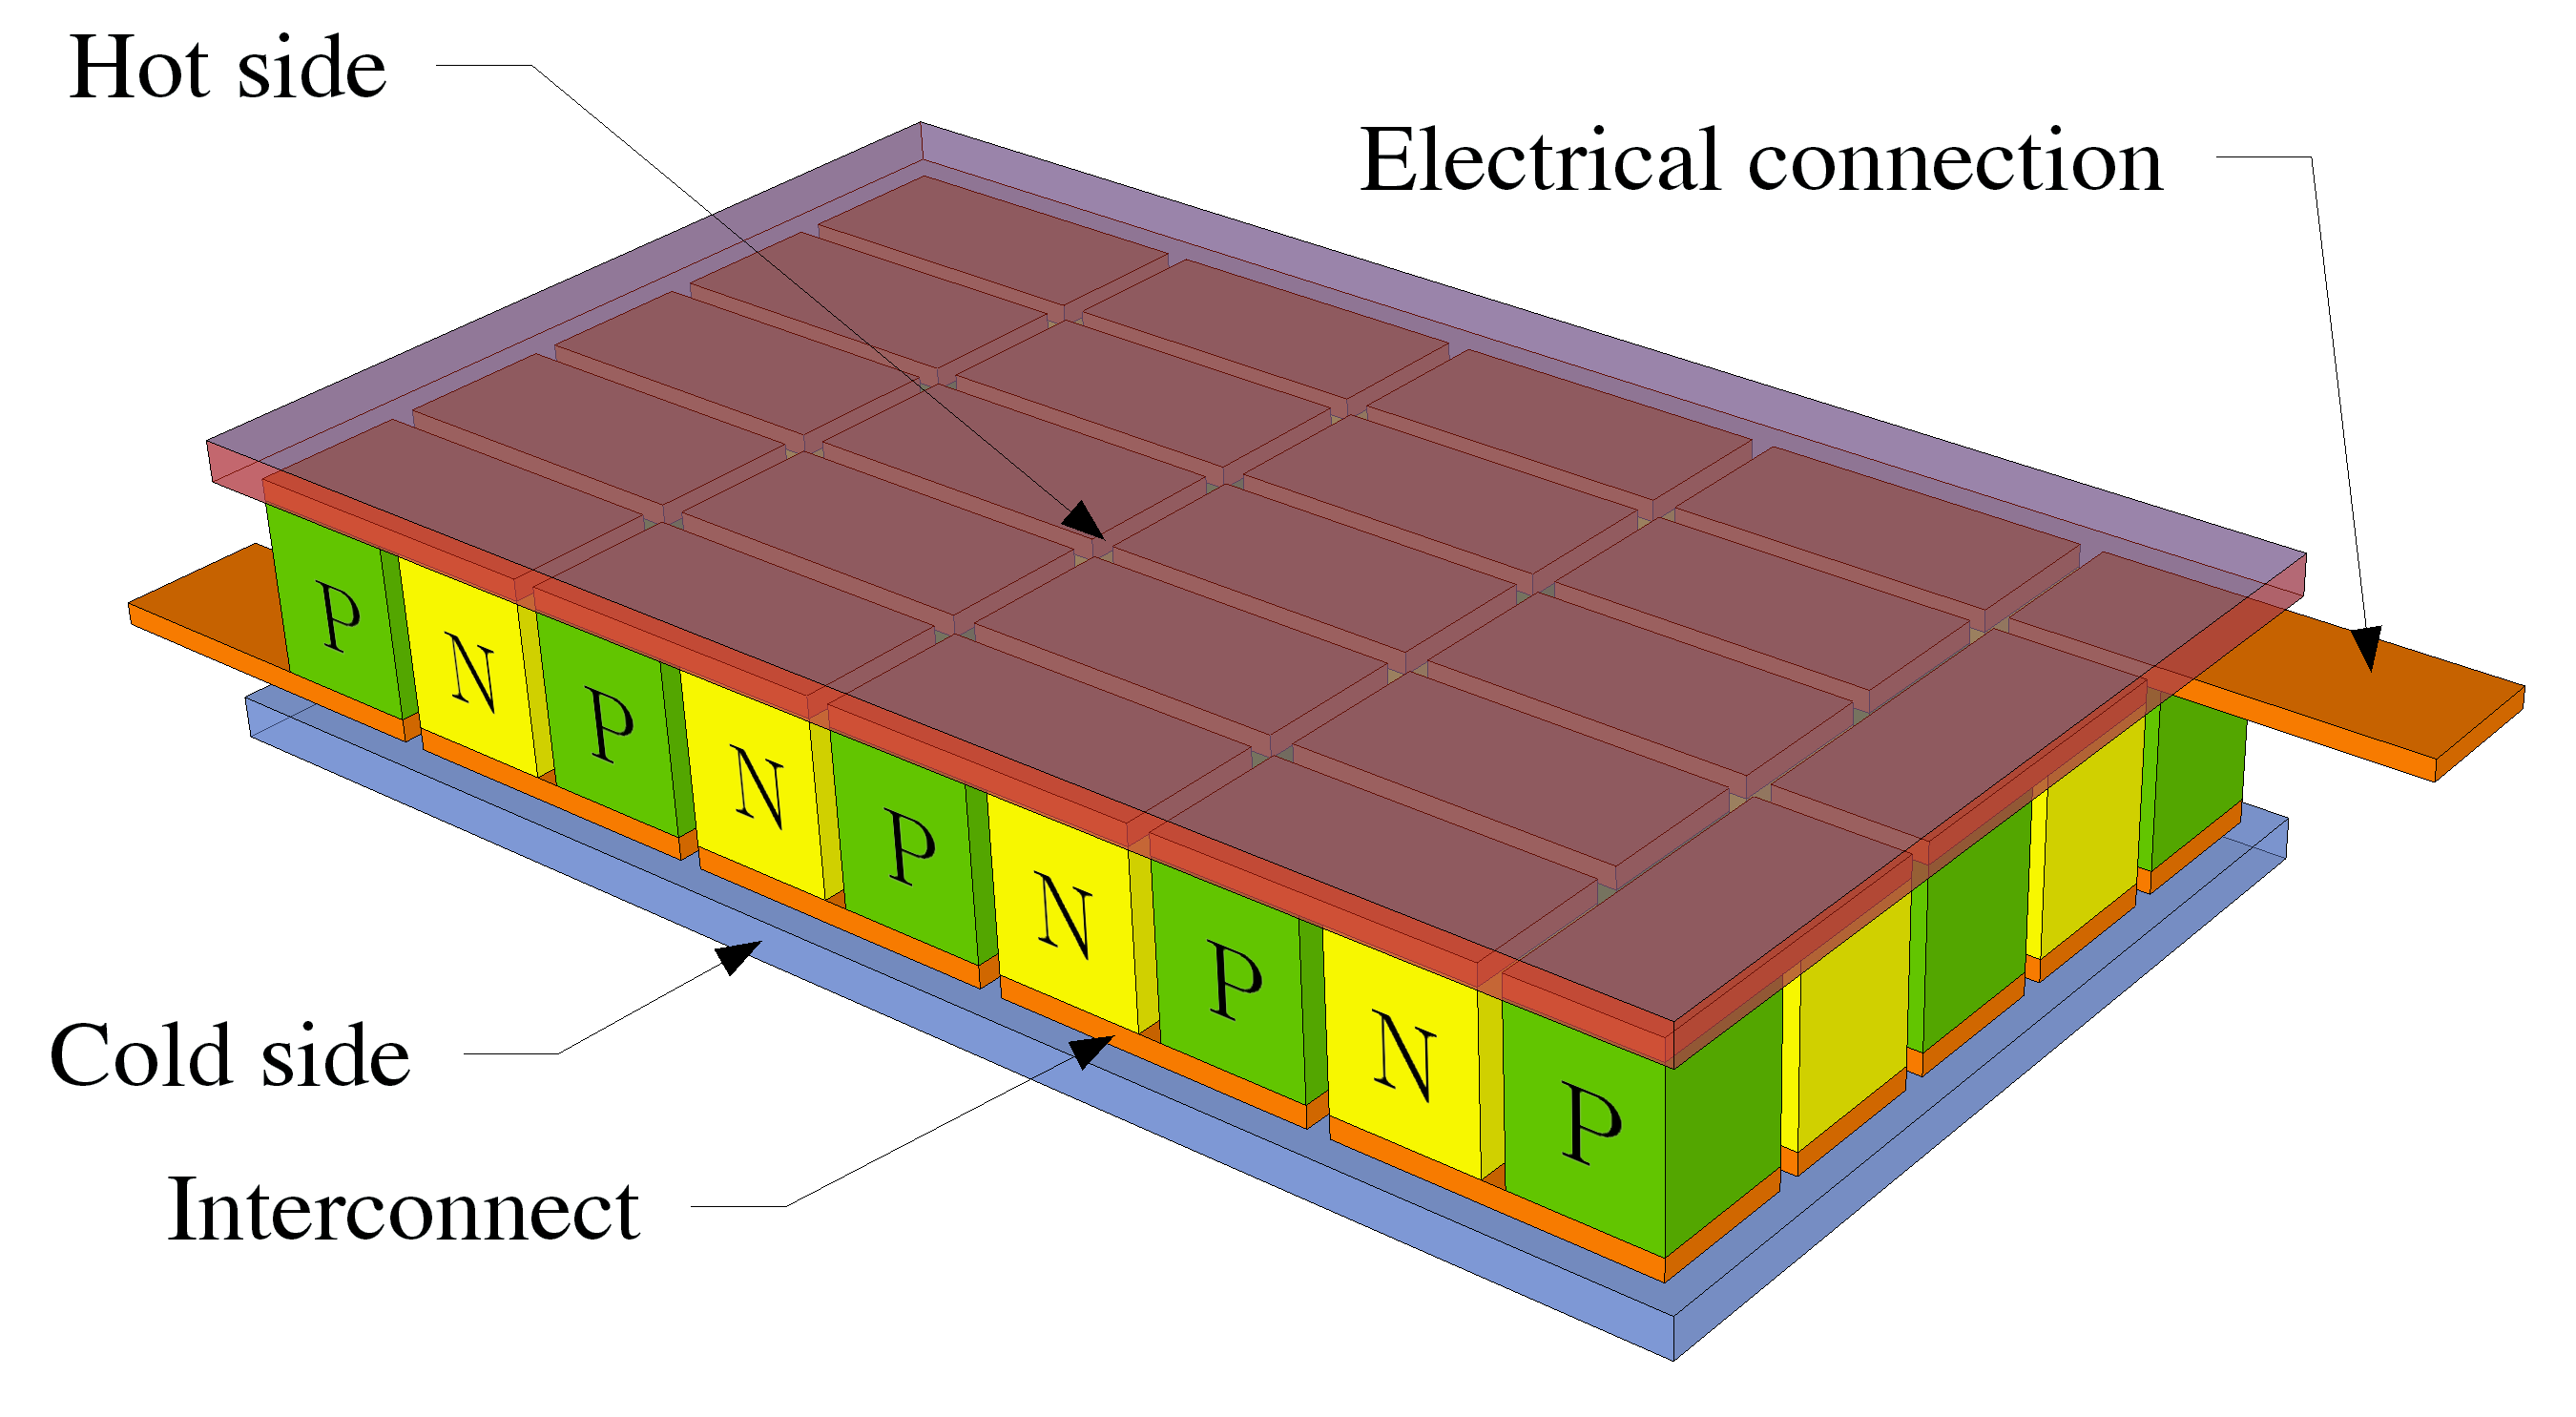 Hot side
Electrical connection
P N P N P N P N P
Cold side
Interconnect